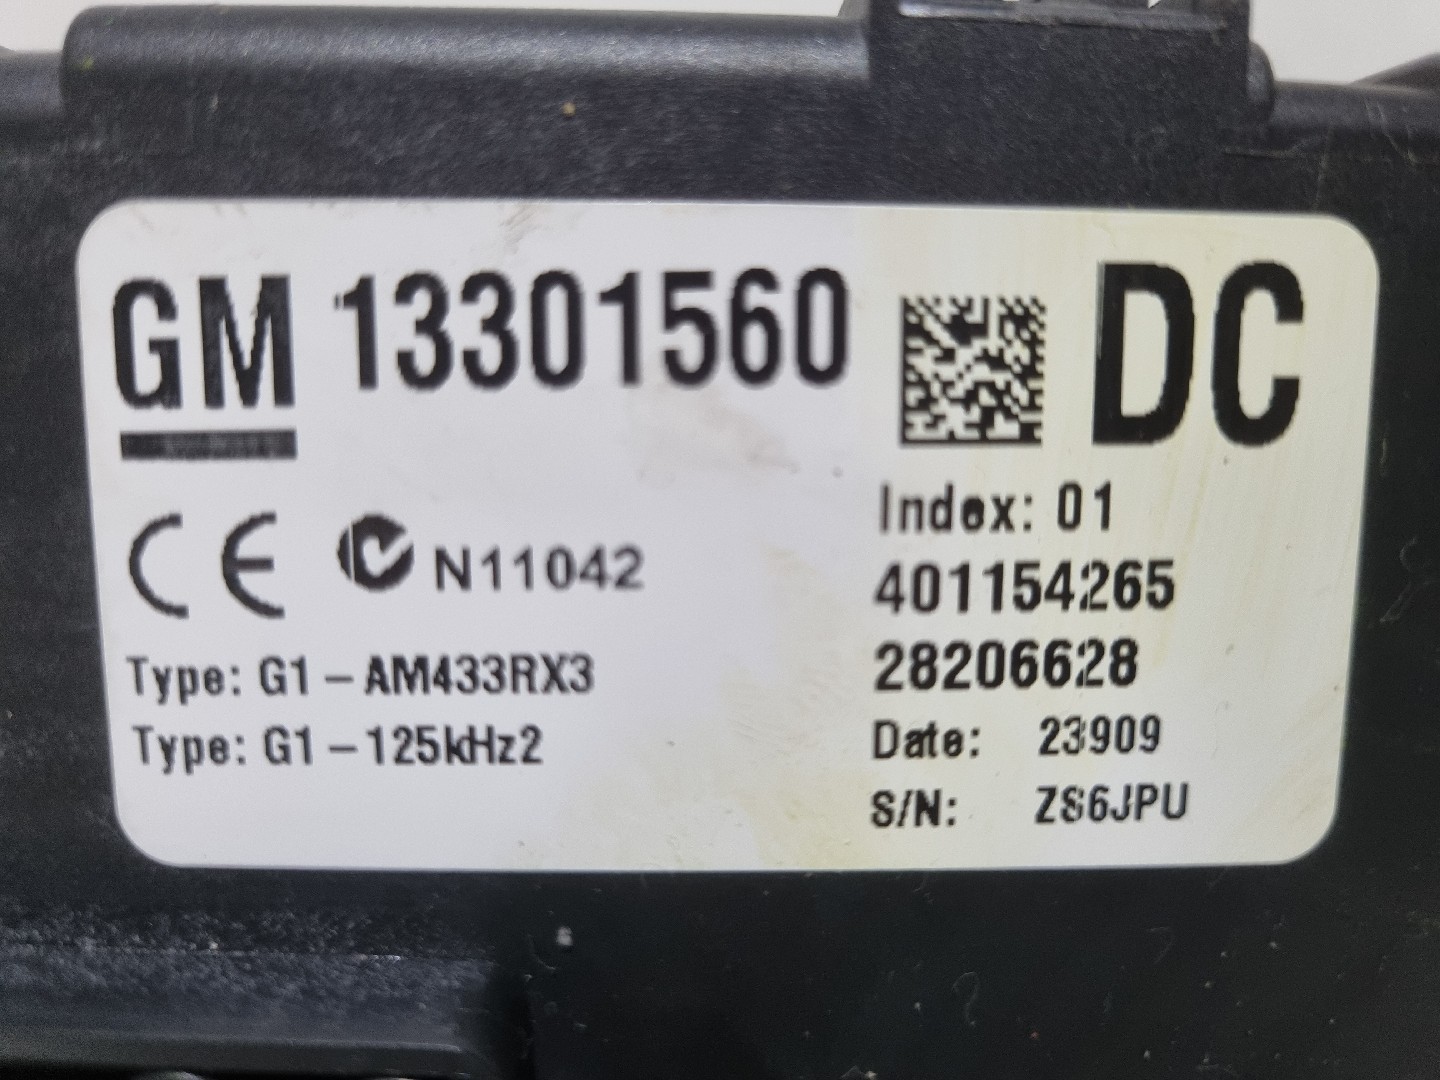 GM 13301560 DC
Index: 01
CE N11042
401154265
Type: G1-AM433RX3
28206628
Type: G1-125kHz2
Date: 23909
S/N: ZS6JPU